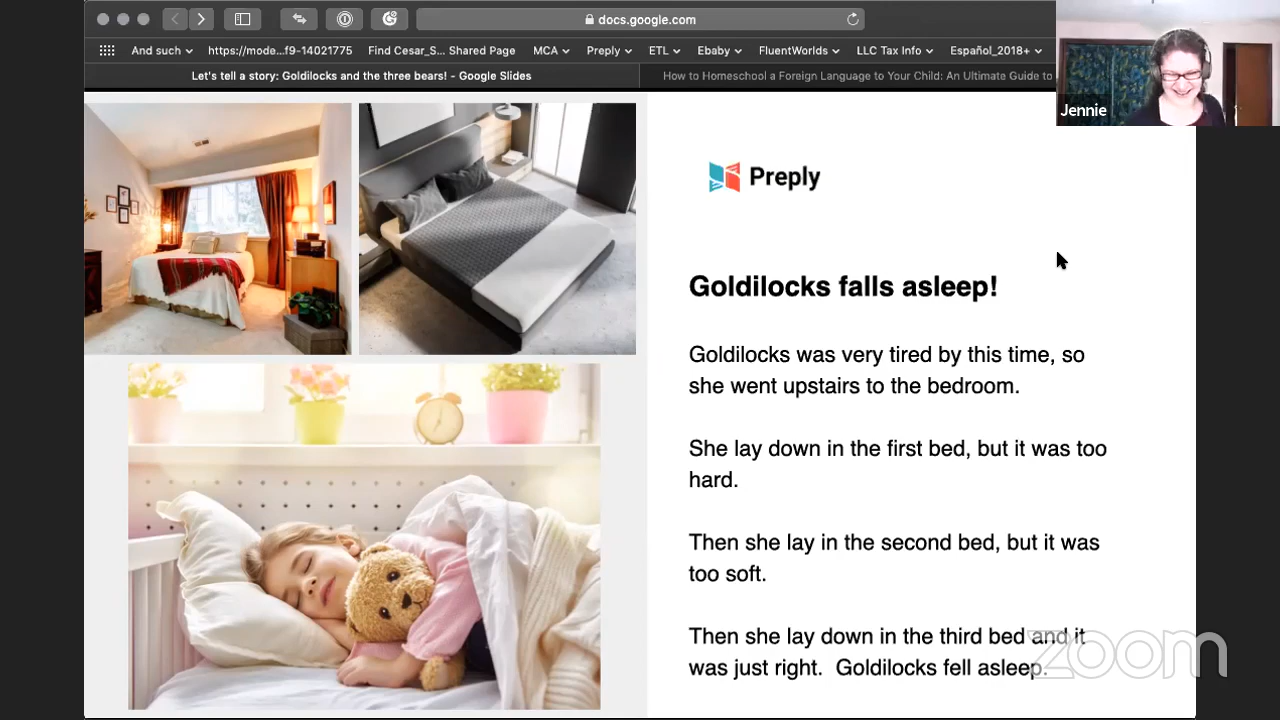 docs.google.com
And such
https://mode...f9-14021775
Find Cesar_S... Shared Page
MCA
Preply
ETL
Ebaby
FluentWorlds
LLC Tax Info
Español_2018+
Let's tell a story: Goldilocks and the three bears! - Google Slides
How to Homeschool a Foreign Language to Your Child: An Ultimate Guide to
Jennie
Preply
Goldilocks falls asleep!
Goldilocks was very tired by this time, so
she went upstairs to the bedroom.
She lay down in the first bed, but it was too
hard.
Then she lay in the second bed, but it was
too soft.
Then she lay down in the third bed and it
was just right.  Goldilocks fell asleep.
zoom